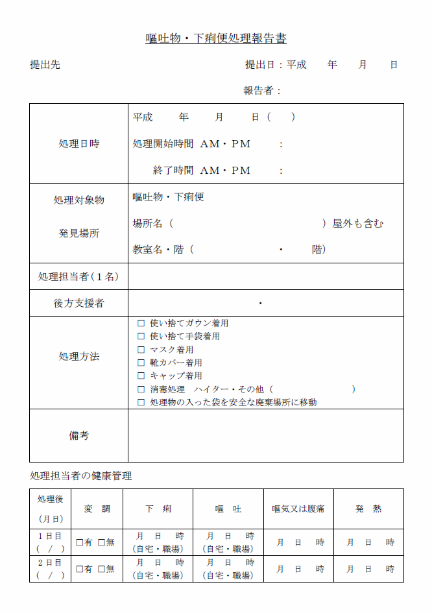 嘔吐物・下痢便処理報告書
提出先 提出日：平成 年 月 日
報告者：
処理日時
平成 年 月 日（ ）
処理開始時間 AM・PM ：
終了時間 AM・PM ：
処理対象物
発見場所
嘔吐物・下痢便
場所名（ ）屋外も含む
教室名・階（ ・ 階）
処理担当者（1名）
後方支援者 ・
処理方法
□ 使い捨てガウン着用
□ 使い捨て手袋着用
□ マスク着用
□ 靴カバー着用
□ キャップ着用
□ 消毒処理 ハイター・その他（ ）
□ 処理物の入った袋を安全な廃棄場所に移動
備考
処理担当者の健康管理
処理後
（月日） 変 調 下 痢 嘔 吐 嘔気又は腹痛 発 熱
1日目
（ / ） □有 □無 月 日 時
（自宅・職場） 月 日 時
（自宅・職場） 月 日 時 月 日 時
2日目
（ / ） □有 □無 月 日 時
（自宅・職場） 月 日 時
（自宅・職場） 月 日 時 月 日 時